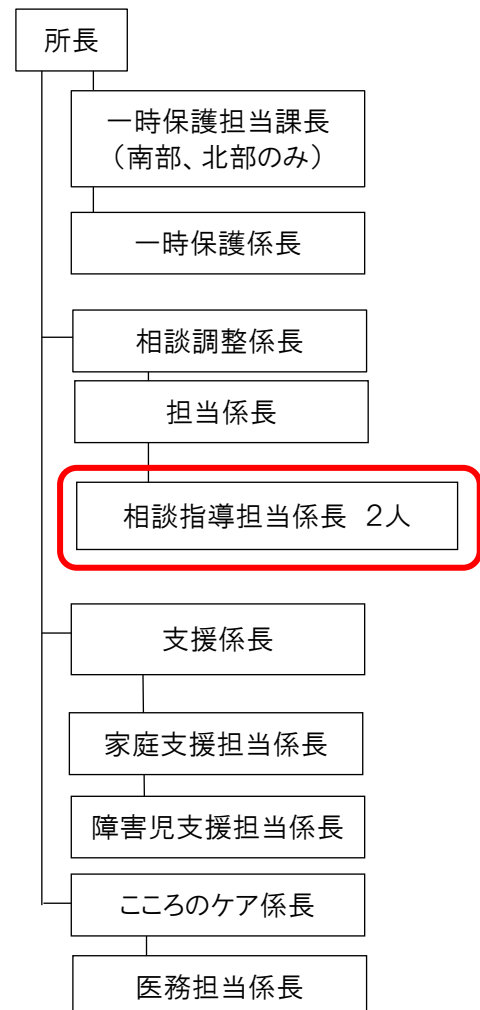 所長
一時保護担当課長
（南部、北部のみ）
一時保護係長
相談調整係長
担当係長
相談指導担当係長 2人
支援係長
家庭支援担当係長
障害児支援担当係長
こころのケア係長
医務担当係長